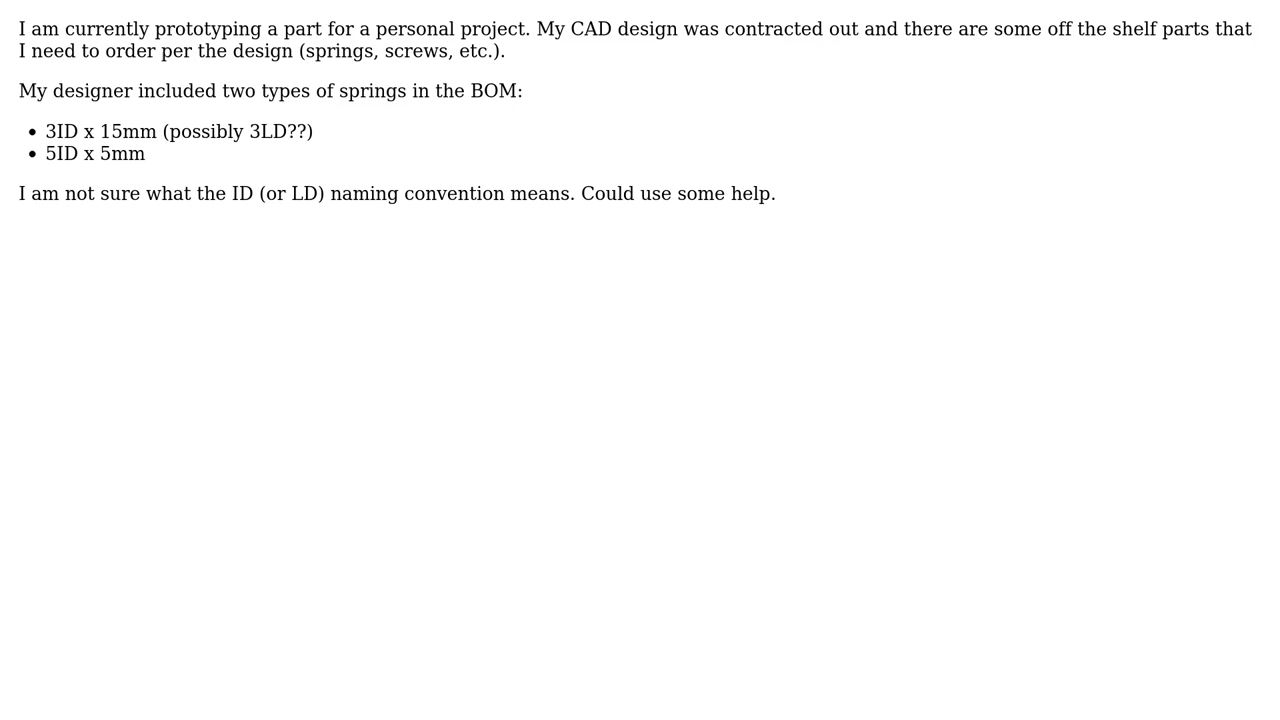 I am currently prototyping a part for a personal project. My CAD design was contracted out and there are some off the shelf parts that
I need to order per the design (springs, screws, etc.).
My designer included two types of springs in the BOM:
• 3ID x 15mm (possibly 3LD??)
• 5ID x 5mm
I am not sure what the ID (or LD) naming convention means. Could use some help.